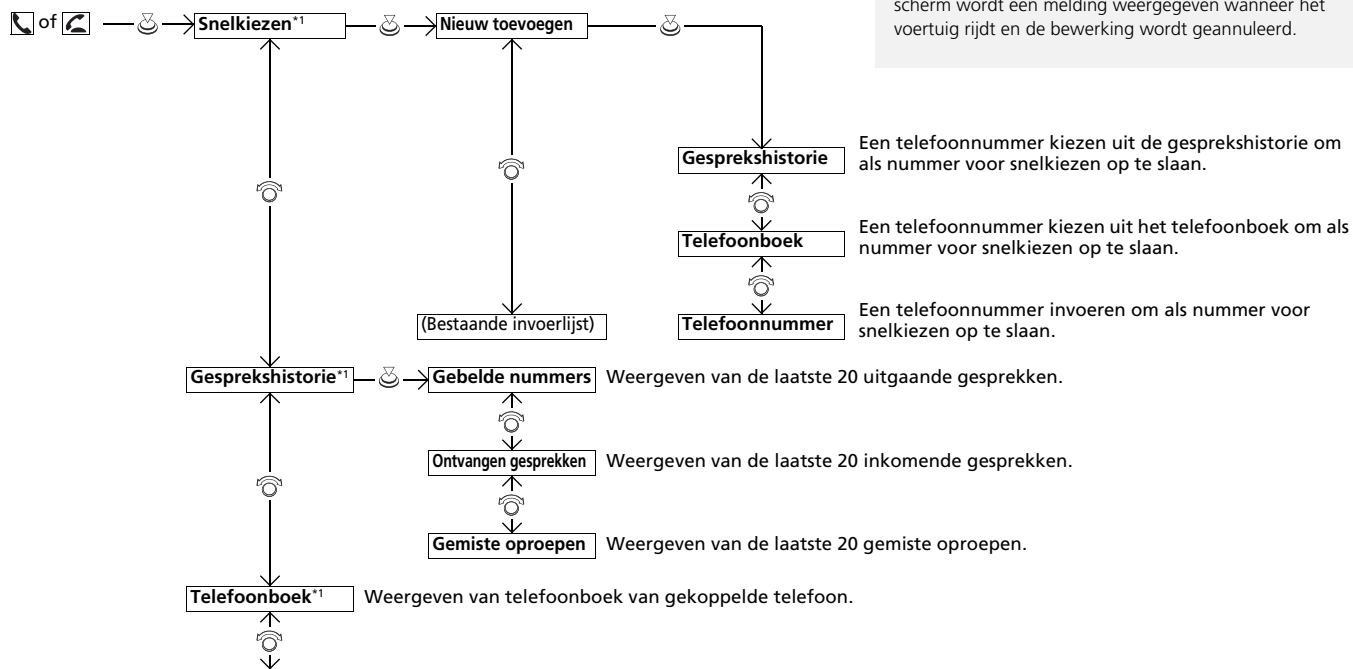 scherm wordt een melding weergegeven wanneer het
voertuig rijdt en de bewerking wordt geannuleerd.
of
Snelkiezen*1
Nieuw toevoegen
Gesprekshistorie
Een telefoonnummer kiezen uit de gesprekshistorie om
als nummer voor snelkiezen op te slaan.
Telefoonboek
Een telefoonnummer kiezen uit het telefoonboek om als
nummer voor snelkiezen op te slaan.
(Bestaande invoerlijst)
Telefoonnummer
Een telefoonnummer invoeren om als nummer voor
snelkiezen op te slaan.
Gesprekshistorie*1
Gebelde nummers
Weergeven van de laatste 20 uitgaande gesprekken.
Ontvangen gesprekken
Weergeven van de laatste 20 inkomende gesprekken.
Gemiste oproepen
Weergeven van de laatste 20 gemiste oproepen.
Telefoonboek*1
Weergeven van telefoonboek van gekoppelde telefoon.